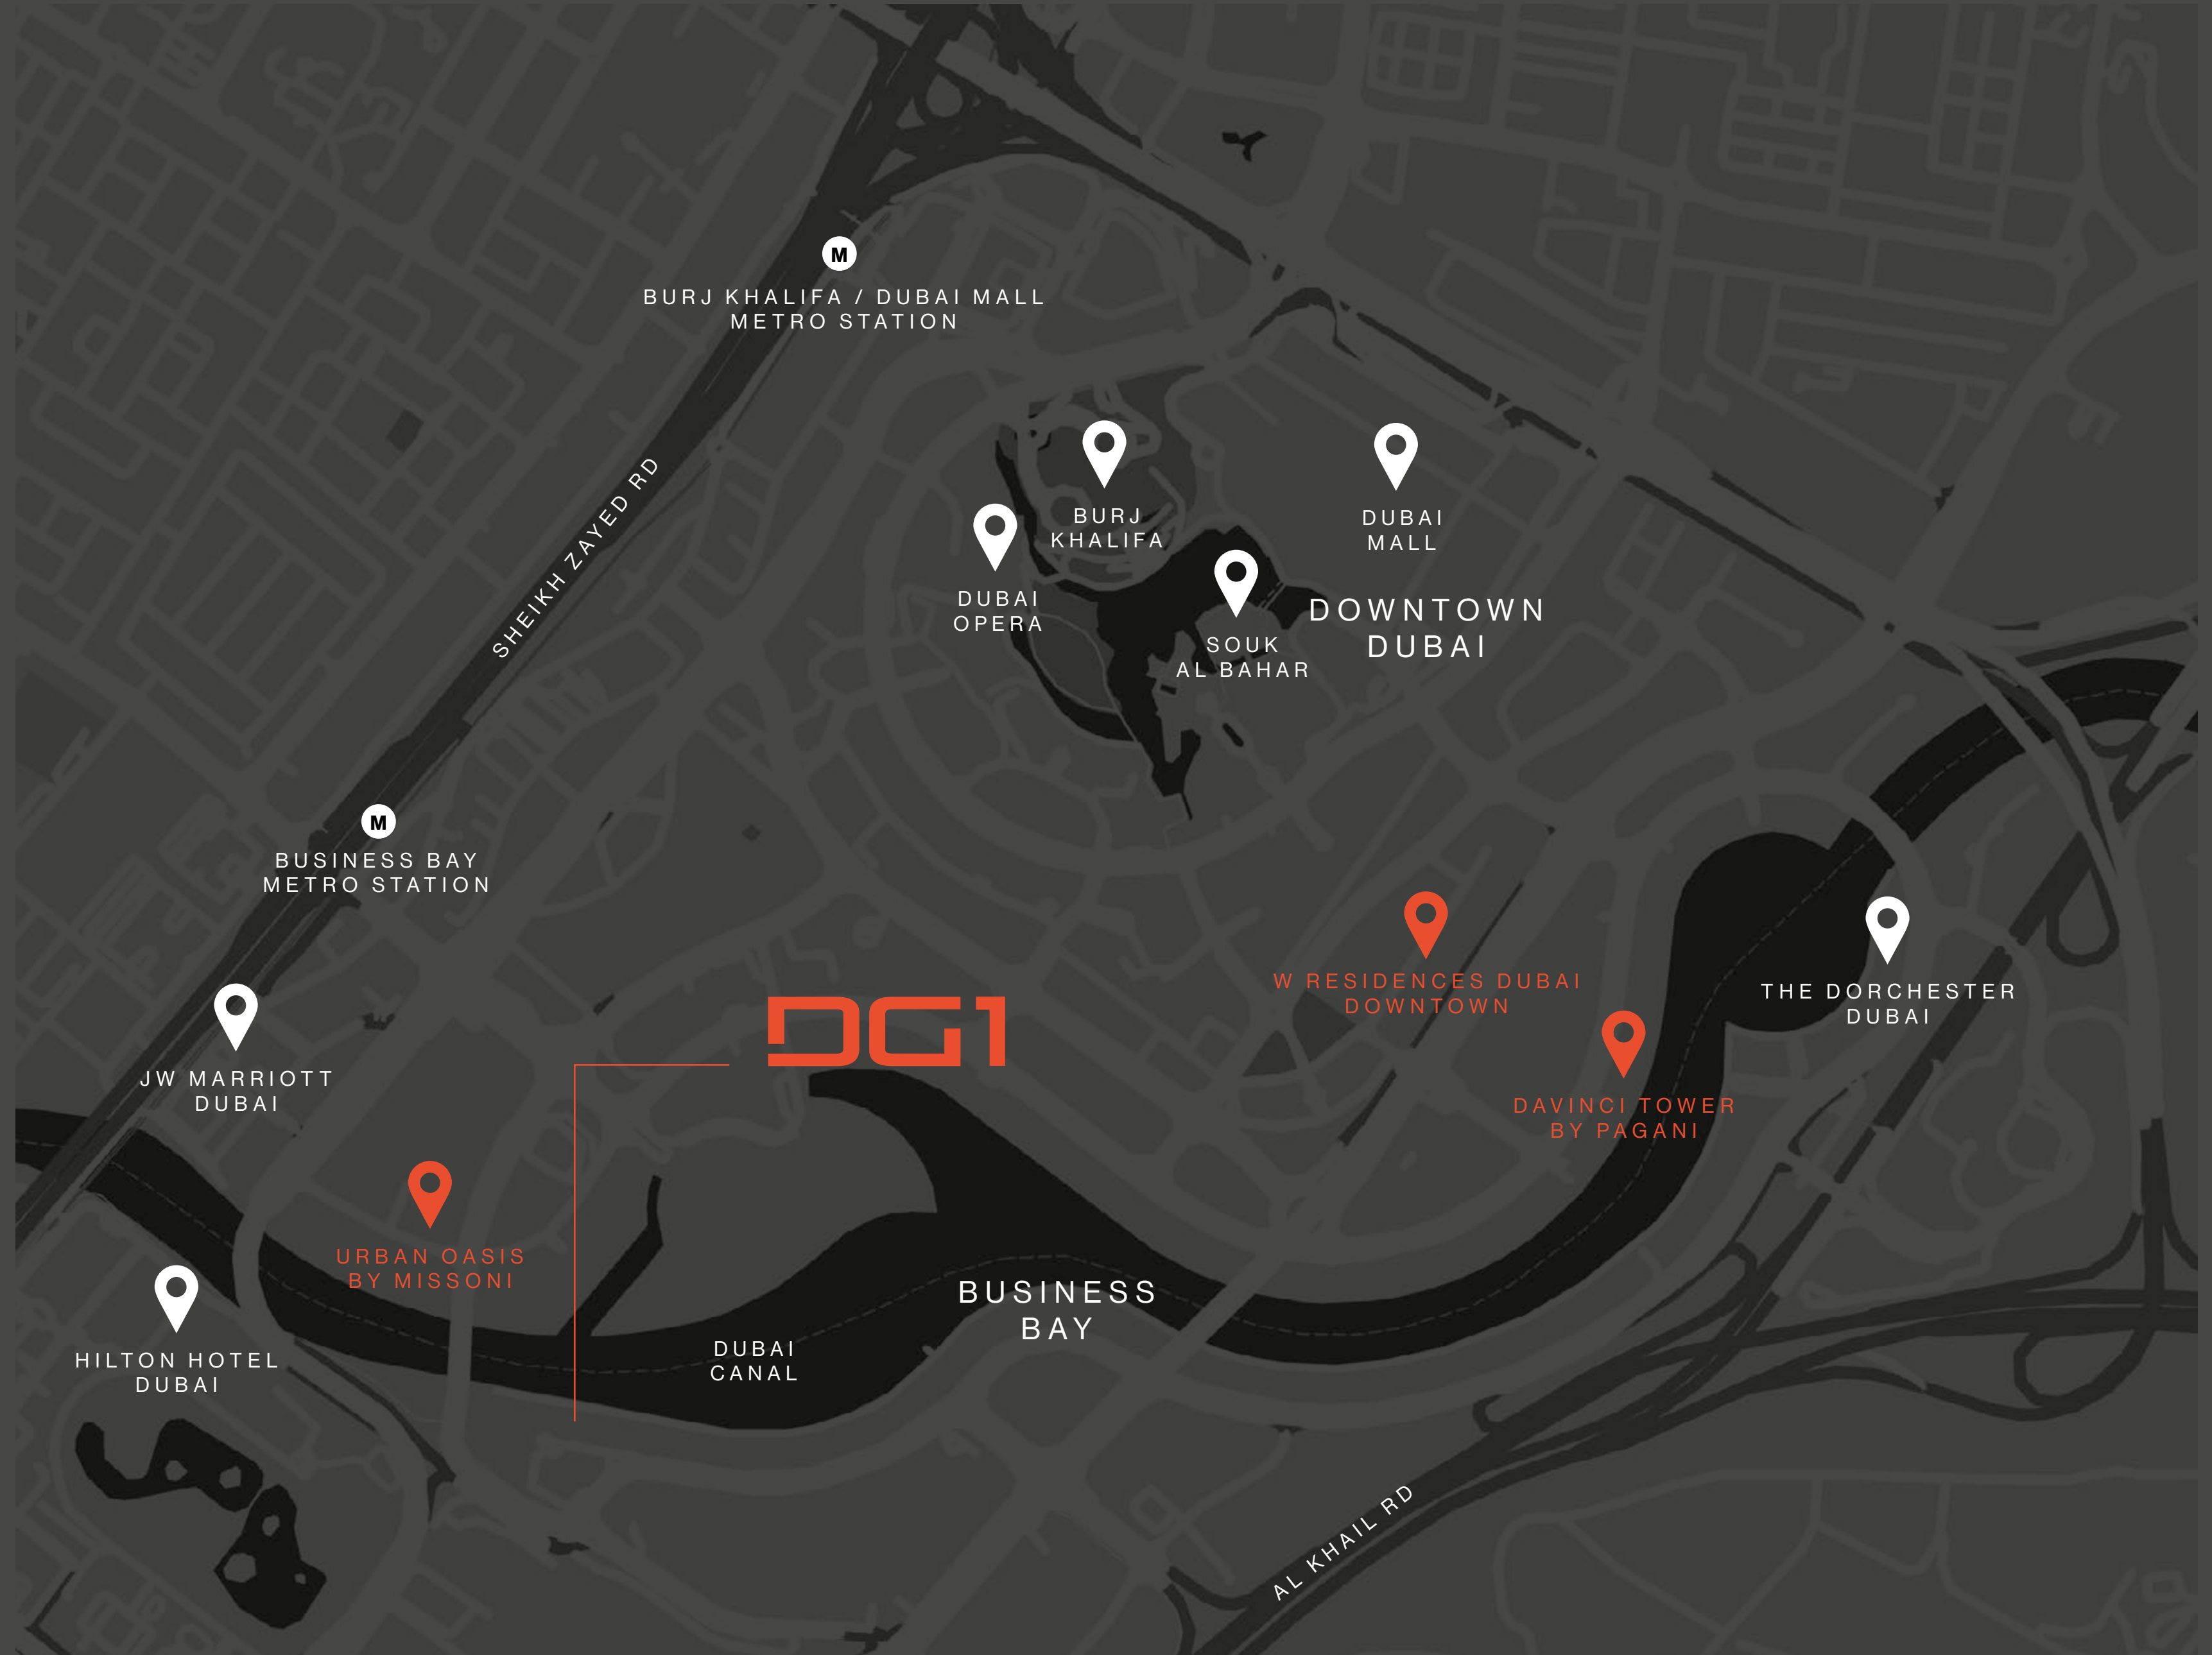 M
BURJ KHALIFA / DUBAI MALL
METRO STATION
SHEIKH ZAYED RD
BURJ
KHALIFA
DUBAI
MALL
DUBAI
OPERA
DOWNTOWN
DUBAI
SOUK
AL BAHAR
M
BUSINESS BAY
METRO STATION
W RESIDENCES DUBAI
DOWNTOWN
THE DORCHESTER
DUBAI
DG1
JW MARRIOTT
DUBAI
DAVINCI TOWER
BY PAGANI
URBAN OASIS
BY MISSONI
BUSINESS
BAY
DUBAI
CANAL
HILTON HOTEL
DUBAI
AL KHAIL RD